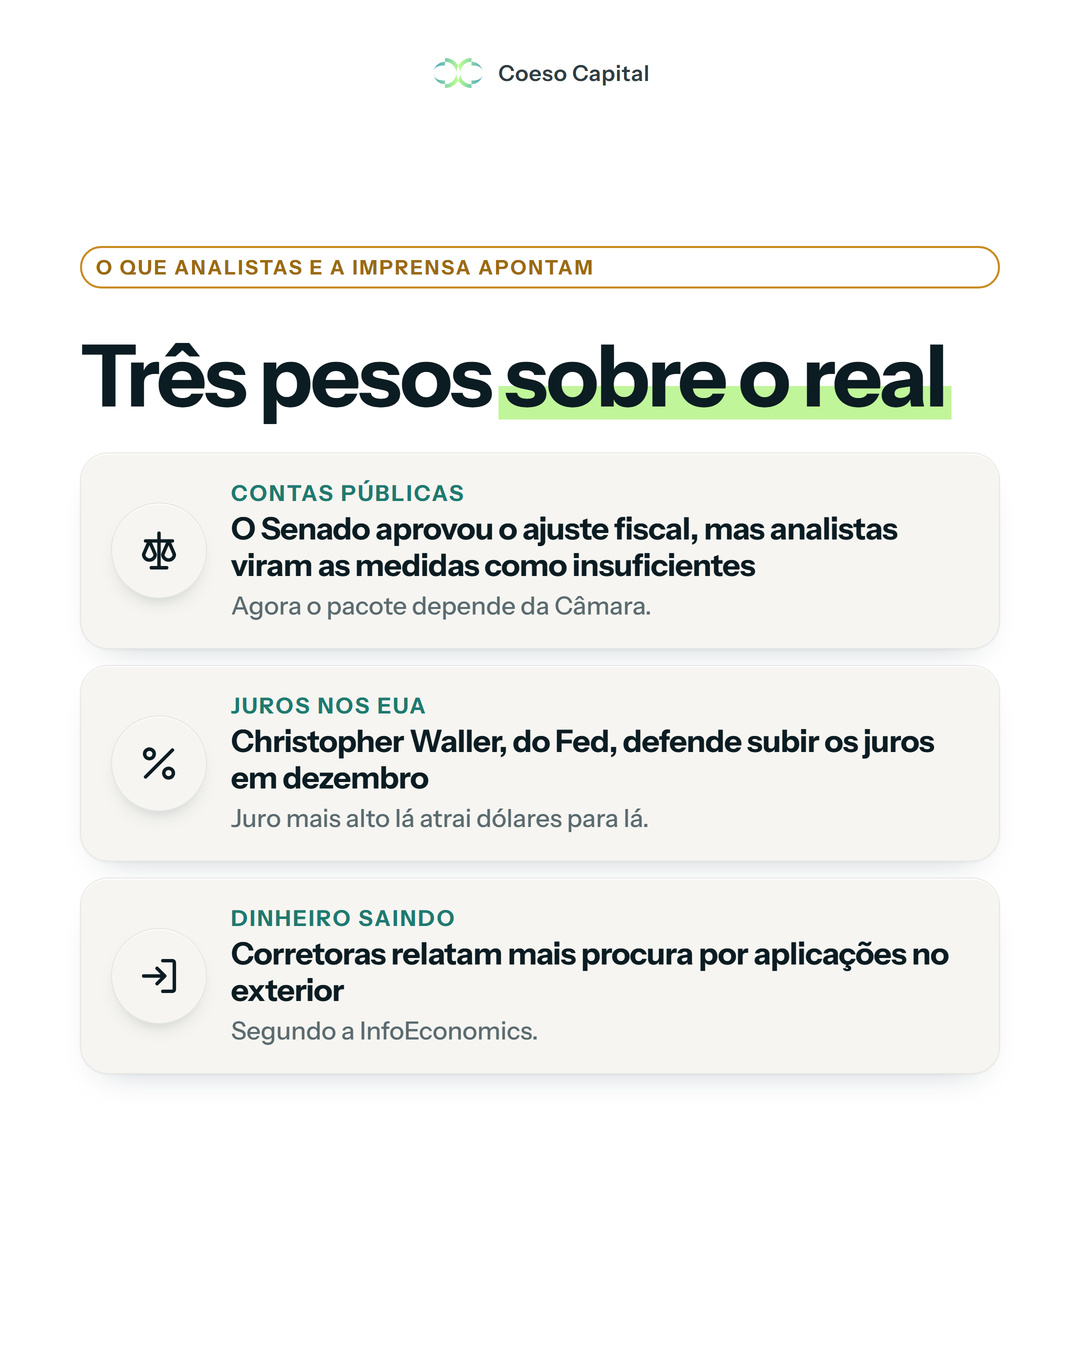 Coeso Capital
O QUE ANALISTAS E A IMPRENSA APONTAM
Três pesos sobre o real
CONTAS PÚBLICAS
O Senado aprovou o ajuste fiscal, mas analistas
viram as medidas como insuficientes
Agora o pacote depende da Câmara.
JUROS NOS EUA
Christopher Waller, do Fed, defende subir os juros
em dezembro
Juro mais alto lá atrai dólares para lá.
DINHEIRO SAINDO
Corretoras relatam mais procura por aplicações no
exterior
Segundo a InfoEconomics.